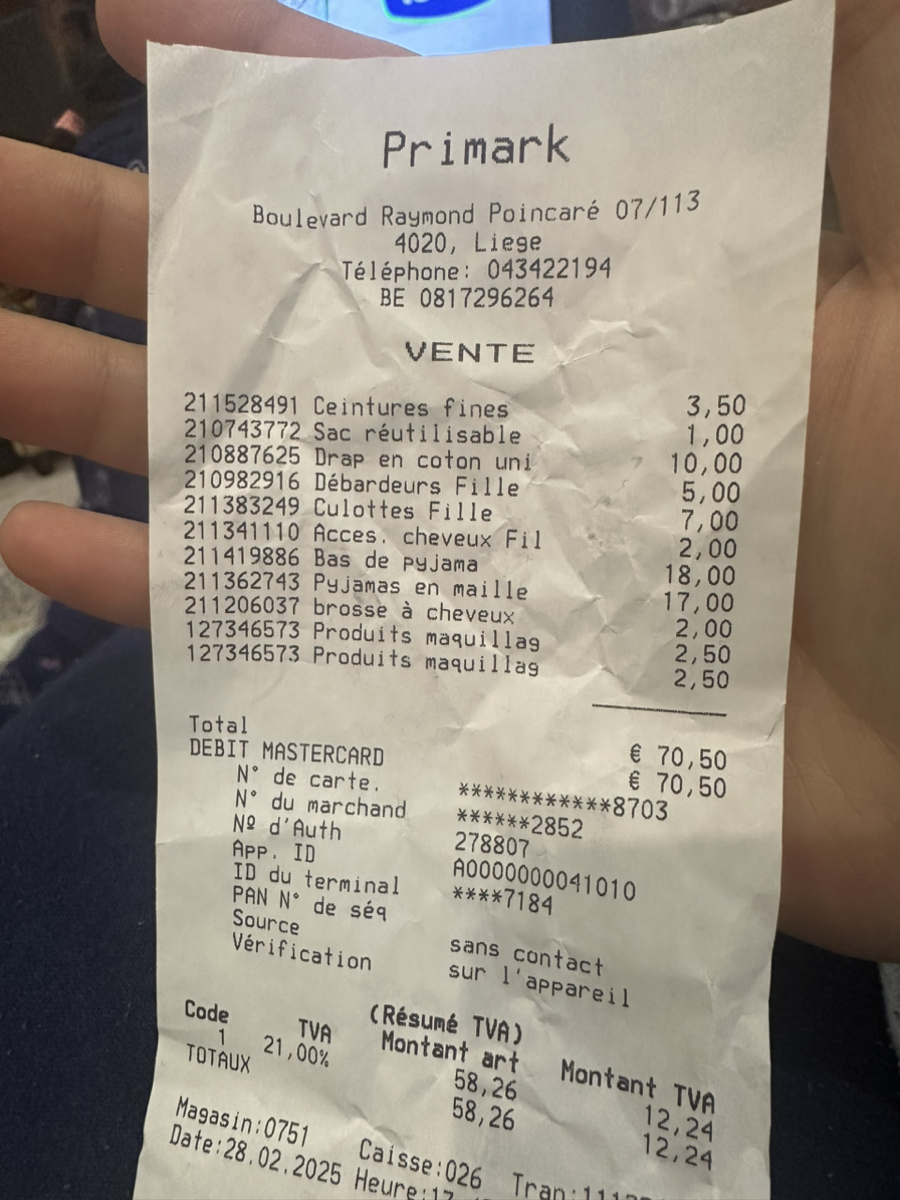 Primark
Boulevard Raymond Poincaré 07/113
4020, Liege
Téléphone: 043422194
BE 0817296264
VENTE
211528491 Ceintures fines 3,50
210743772 Sac réutilisable 1,00
210887625 Drap en coton uni 10,00
210982916 Débardeurs Fille 5,00
211383249 Culottes Fille 7,00
211341110 Acces. cheveux Fil 2,00
211419886 Bas de pyjama 18,00
211362743 Pyjamas en maille 17,00
211206037 brosse à cheveux 2,00
127346573 Produits maquillag 2,50
127346573 Produits maquillag 2,50
Total € 70,50
DEBIT MASTERCARD € 70,50
N° de carte. ************8703
N° du marchand ******2852
Nº d'Auth 278807
App. ID A0000000041010
ID du terminal ****7184
PAN N° de séq
Source sans contact
Vérification sur l'appareil
(Résumé TVA)
Code TVA Montant art Montant TVA
1 21,00% 58,26 12,24
TOTAUX 58,26 12,24
Magasin:0751 Caisse:026 Tran:
Date:28.02.2025 Heure:17